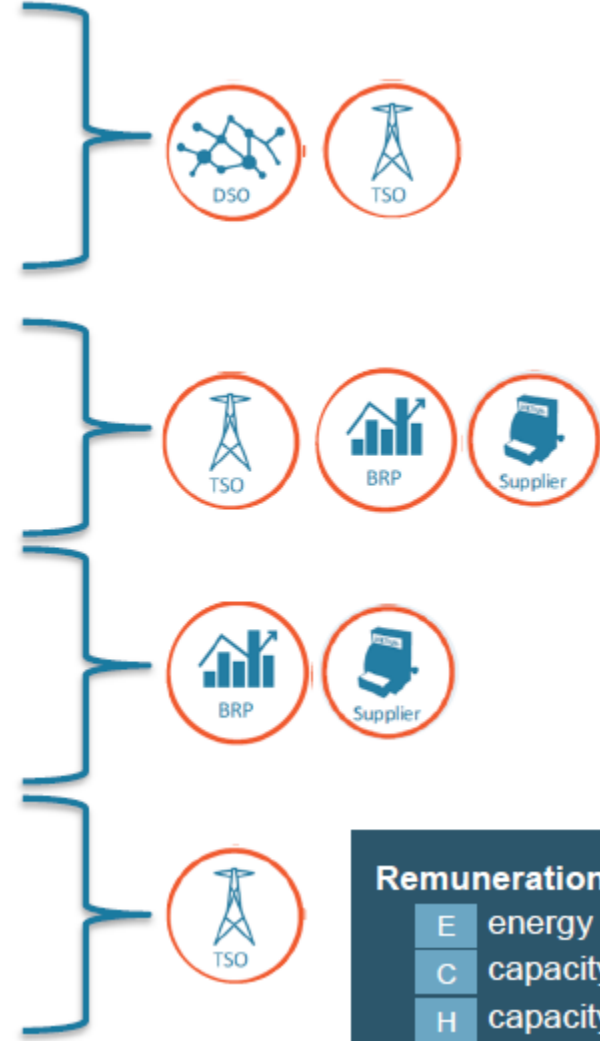 DSO TSO
TSO BRP Supplier
BRP Supplier
TSO
Remuneration
E energy
C capacity
H capacity